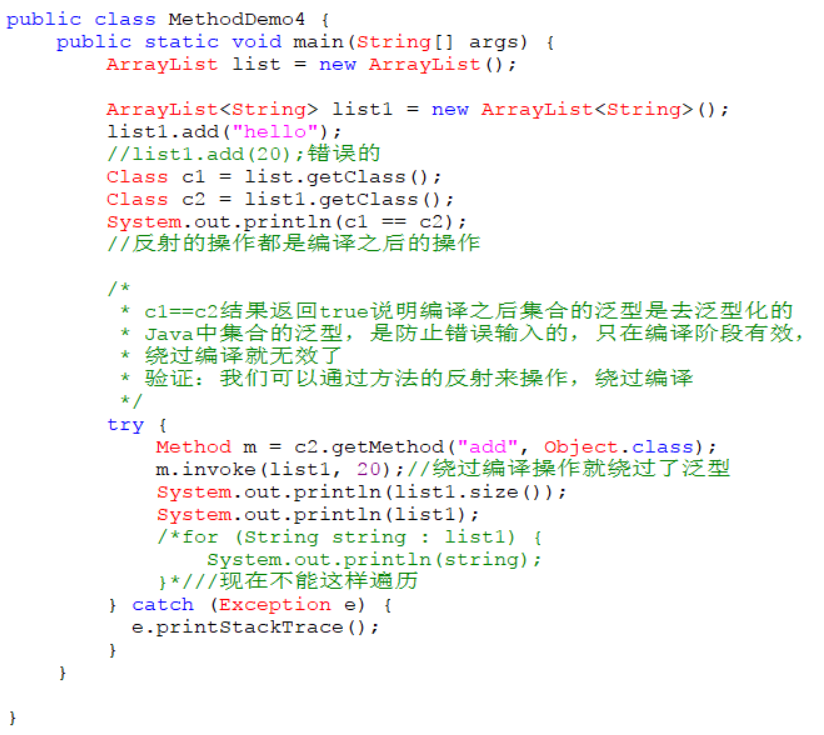 public class MethodDemo4 {
    public static void main(String[] args) {
        ArrayList list = new ArrayList();

        ArrayList<String> list1 = new ArrayList<String>();
        list1.add("hello");
        //list1.add(20);错误的
        Class c1 = list.getClass();
        Class c2 = list1.getClass();
        System.out.println(c1 == c2);
        //反射的操作都是编译之后的操作

        /*
         * c1==c2结果返回true说明编译之后集合的泛型是去泛型化的
         * Java中集合的泛型，是防止错误输入的，只在编译阶段有效，
         * 绕过编译就无效了
         * 验证：我们可以通过方法的反射来操作，绕过编译
         */
        try {
            Method m = c2.getMethod("add", Object.class);
            m.invoke(list1, 20);//绕过编译操作就绕过了泛型
            System.out.println(list1.size());
            System.out.println(list1);
            /*for (String string : list1) {
                System.out.println(string);
            }*///现在不能这样遍历
        } catch (Exception e) {
          e.printStackTrace();
        }
    }

}